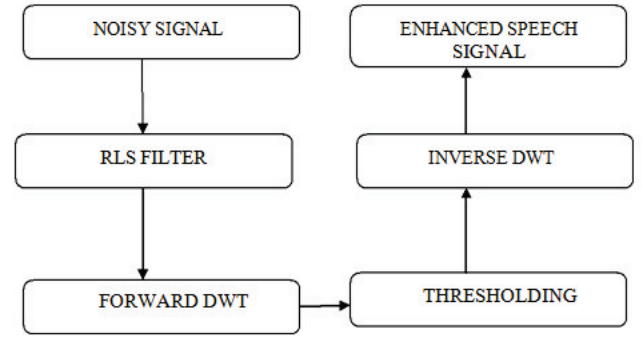 NOISY SIGNAL
RLS FILTER
FORWARD DWT
THRESHOLDING
INVERSE DWT
ENHANCED SPEECH
SIGNAL